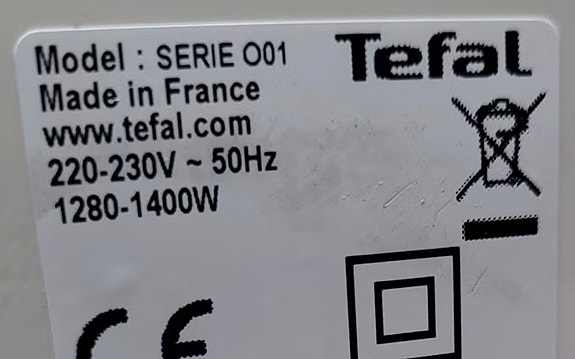 Model : SERIE O01
Tefal
Made in France
www.tefal.com
220-230V ~ 50Hz
1280-1400W
CE